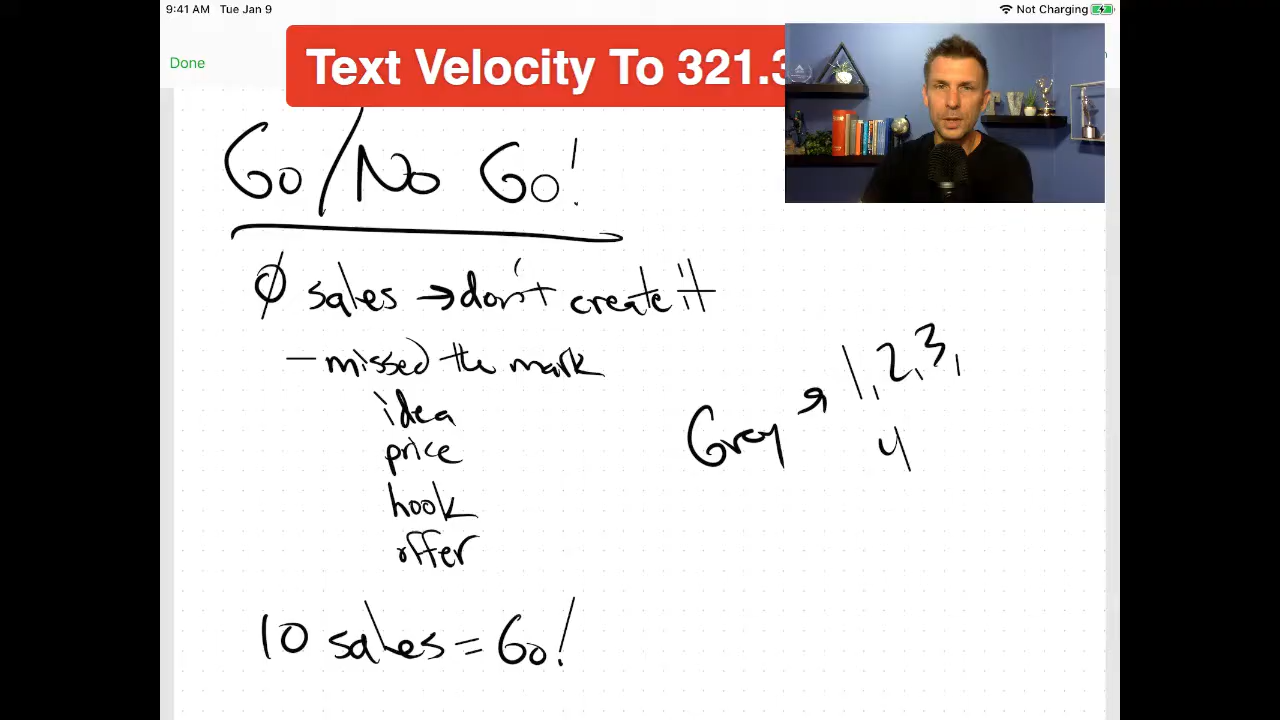 9:41 AM Tue Jan 9
Not Charging
Done
Text Velocity To 321.3
Go/No Go!
Ø sales → don't create it
- missed the mark
idea
price
hook
offer
Grey → 1, 2, 3,
4
10 sales = Go!